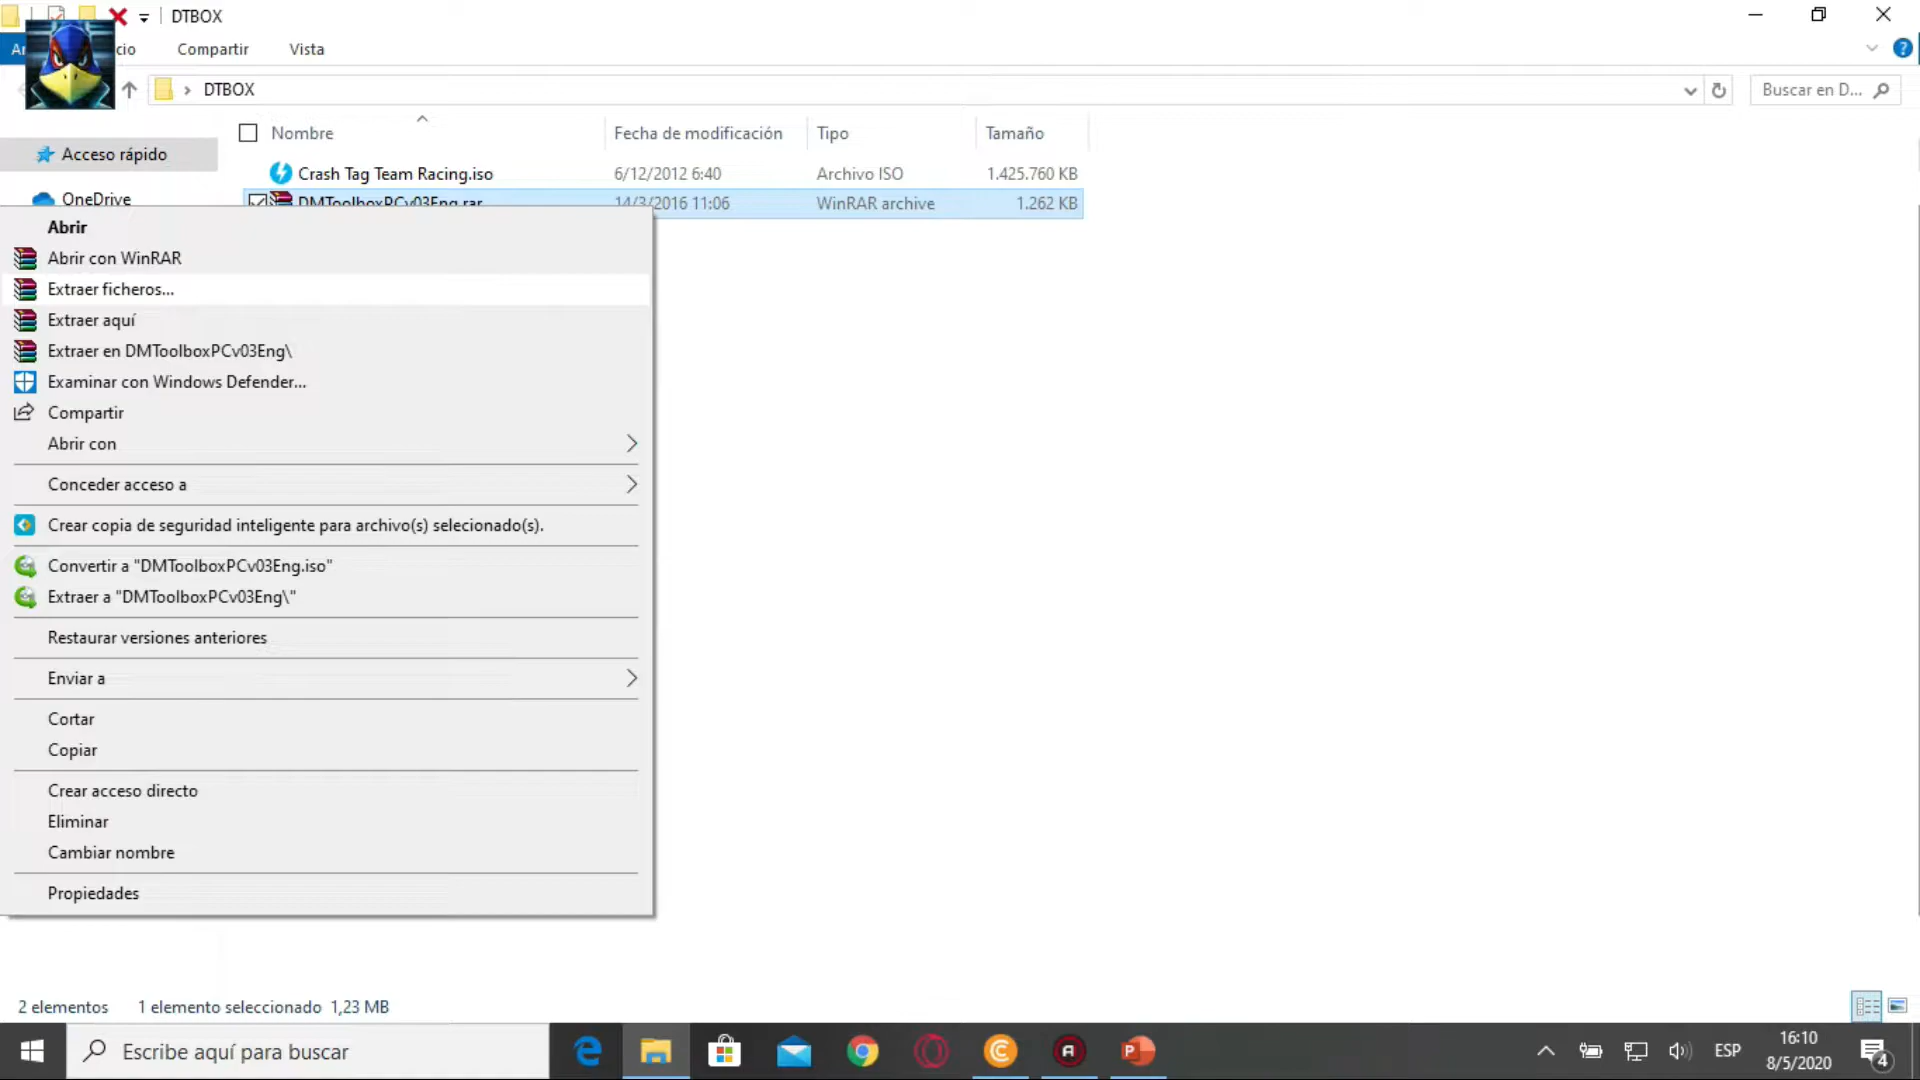 DTBOX
Compartir
Vista
DTBOX
Buscar en D...
Nombre
Fecha de modificación
Tipo
Tamaño
Acceso rápido
Crash Tag Team Racing.iso
6/12/2012 6:40
Archivo ISO
1.425.760 KB
OneDrive
DMToolboxPCv03Eng.rar
14/3/2016 11:06
WinRAR archive
1.262 KB
Abrir
Abrir con WinRAR
Extraer ficheros...
Extraer aquí
Extraer en DMToolboxPCv03Eng\
Examinar con Windows Defender...
Compartir
Abrir con
Conceder acceso a
Crear copia de seguridad inteligente para archivo(s) selecionado(s).
Convertir a "DMToolboxPCv03Eng.iso"
Extraer a "DMToolboxPCv03Eng\"
Restaurar versiones anteriores
Enviar a
Cortar
Copiar
Crear acceso directo
Eliminar
Cambiar nombre
Propiedades
2 elementos
1 elemento seleccionado 1,23 MB
Escribe aquí para buscar
ESP
16:10
8/5/2020
4